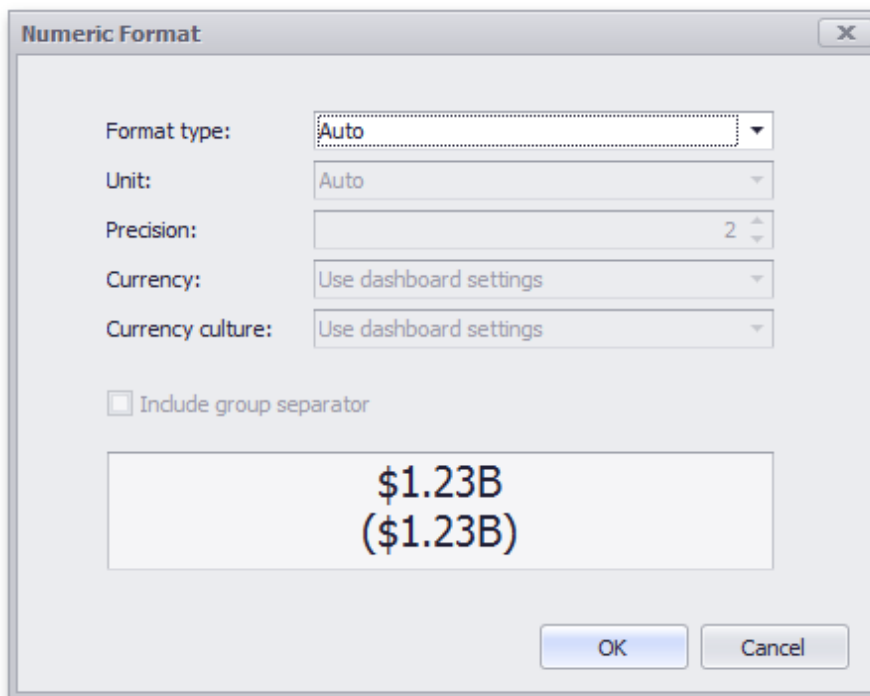 Numeric Format
Format type: Auto
Unit: Auto
Precision: 2
Currency: Use dashboard settings
Currency culture: Use dashboard settings
Include group separator
$1.23B
($1.23B)
OK Cancel